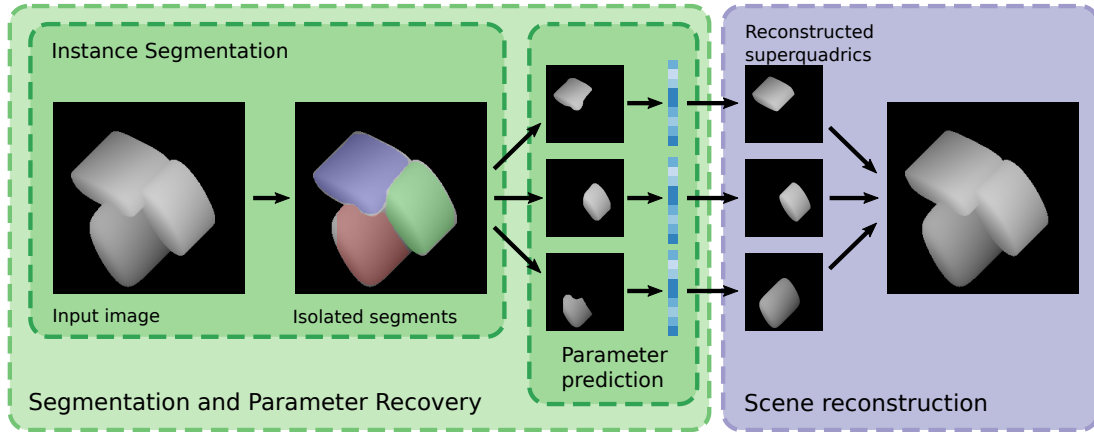 Instance Segmentation
Input image
Isolated segments
Parameter
prediction
Segmentation and Parameter Recovery
Reconstructed
superquadrics
Scene reconstruction